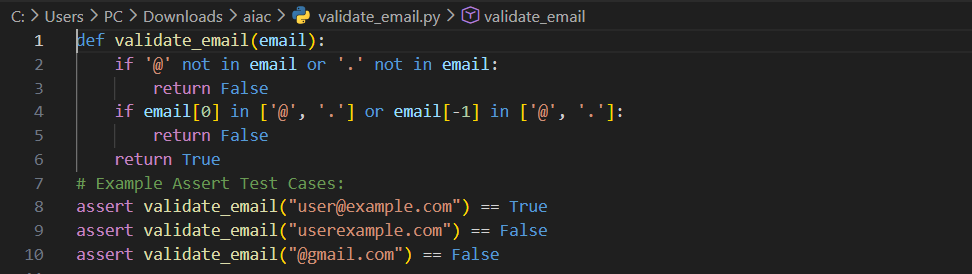 C: > Users > PC > Downloads > aiac > validate_email.py > validate_email
1 def validate_email(email):
2     if '@' not in email or '.' not in email:
3         return False
4     if email[0] in ['@', '.'] or email[-1] in ['@', '.']:
5         return False
6     return True
7 # Example Assert Test Cases:
8 assert validate_email("user@example.com") == True
9 assert validate_email("userexample.com") == False
10 assert validate_email("@gmail.com") == False